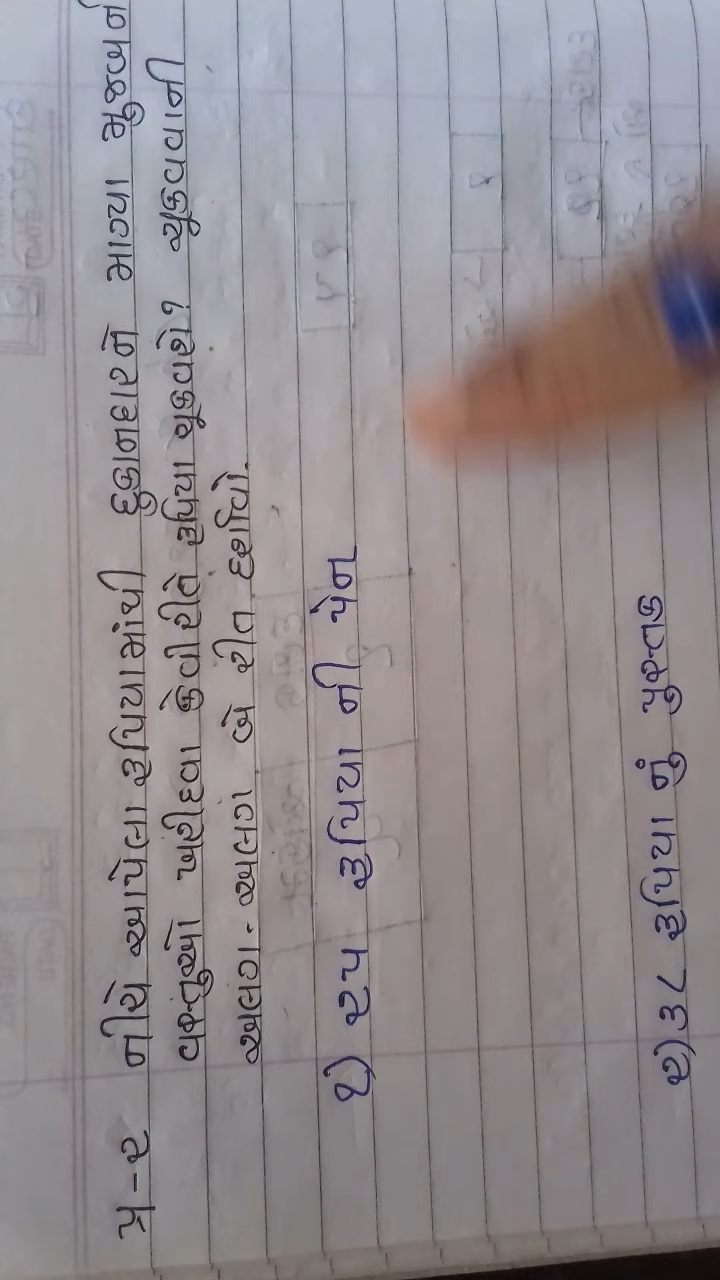 પ્ર-૨ નીચે આપેલા રૂપિયામાંથી દુકાનદારને માગ્યા મુજબની
વસ્તુઓ ખરીદવા કેવી રીતે રૂપિયા ચૂકવશો? ચૂકવવાની
અલગ-અલગ બે રીત દર્શાવો.
૧) ૨૫ રૂપિયા ની પેન
૨) ૩૮ રૂપિયા નું પુસ્તક